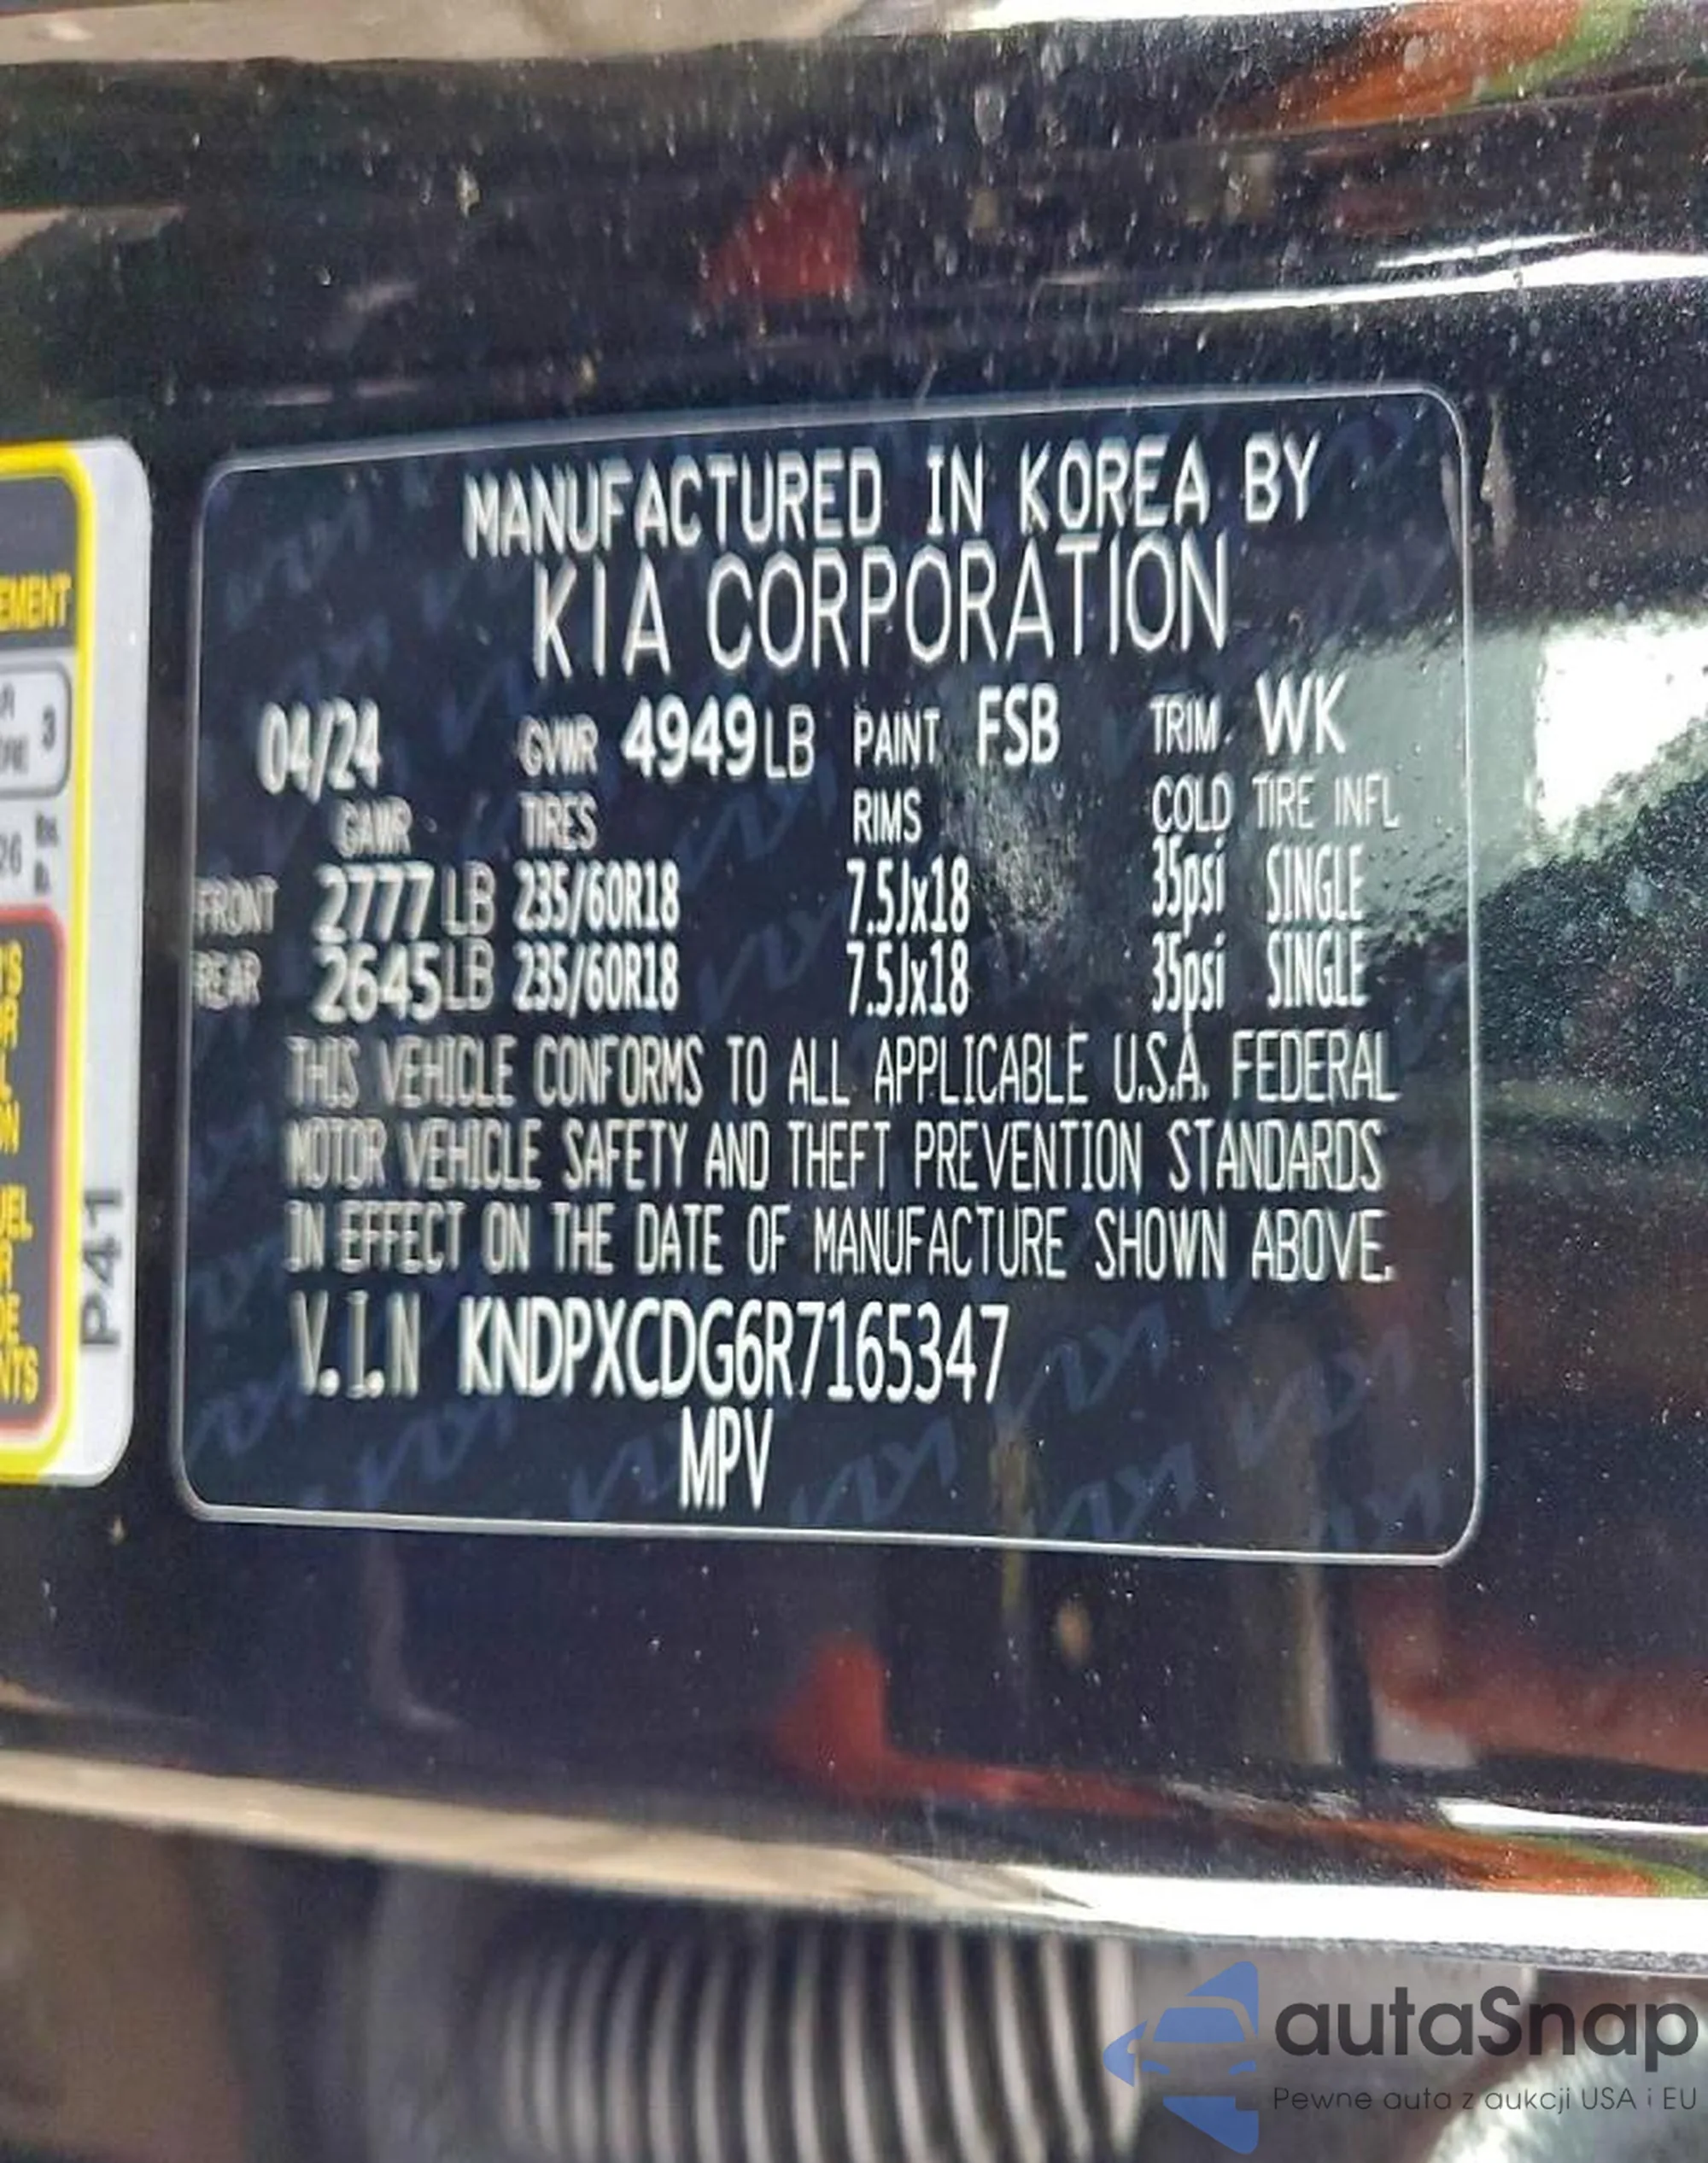 MANUFACTURED IN KOREA BY
KIA CORPORATION
04/24 GVWR 4949LB PAINT FSB TRIM WK
GAWR TIRES RIMS COLD TIRE INFL
FRONT 2777LB 235/60R18 7.5Jx18 35psi SINGLE
REAR 2645LB 235/60R18 7.5Jx18 35psi SINGLE
THIS VEHICLE CONFORMS TO ALL APPLICABLE U.S.A. FEDERAL
MOTOR VEHICLE SAFETY AND THEFT PREVENTION STANDARDS
IN EFFECT ON THE DATE OF MANUFACTURE SHOWN ABOVE.
V.I.N KNDPXCDG6R7165347
MPV
EMENT
3
26
P41
autaSnap
Pewne auta z aukcji USA i EU